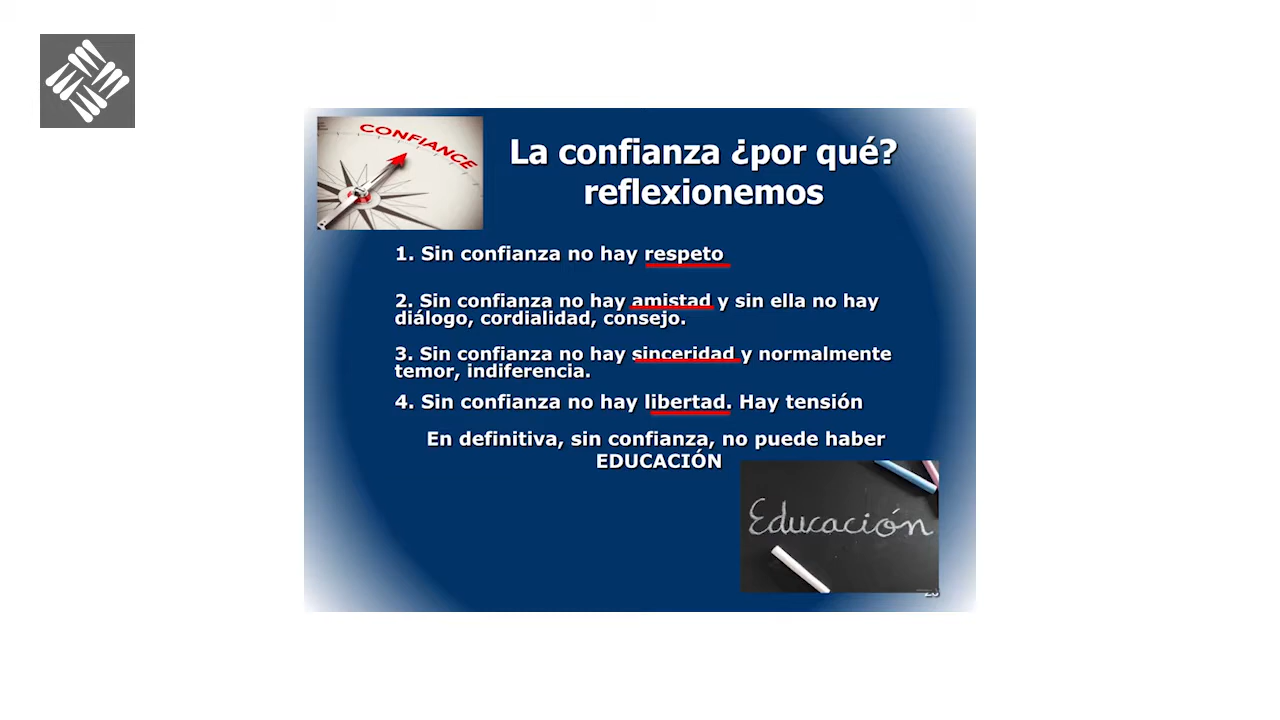 CONFIANCE
La confianza ¿por qué?
reflexionemos
1. Sin confianza no hay respeto
2. Sin confianza no hay amistad y sin ella no hay
diálogo, cordialidad, consejo.
3. Sin confianza no hay sinceridad y normalmente
temor, indiferencia.
4. Sin confianza no hay libertad. Hay tensión
En definitiva, sin confianza, no puede haber
EDUCACIÓN
Educación